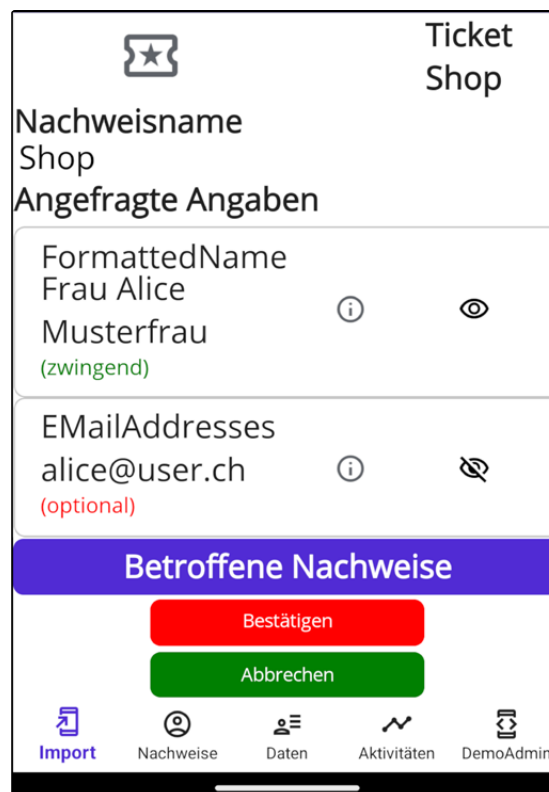 Ticket
Shop
Nachweisname
Shop
Angefragte Angaben
FormattedName
Frau Alice
Musterfrau
(zwingend)
EMailAddresses
alice@user.ch
(optional)
Betroffene Nachweise
Bestätigen
Abbrechen
Import Nachweise Daten Aktivitäten DemoAdmin